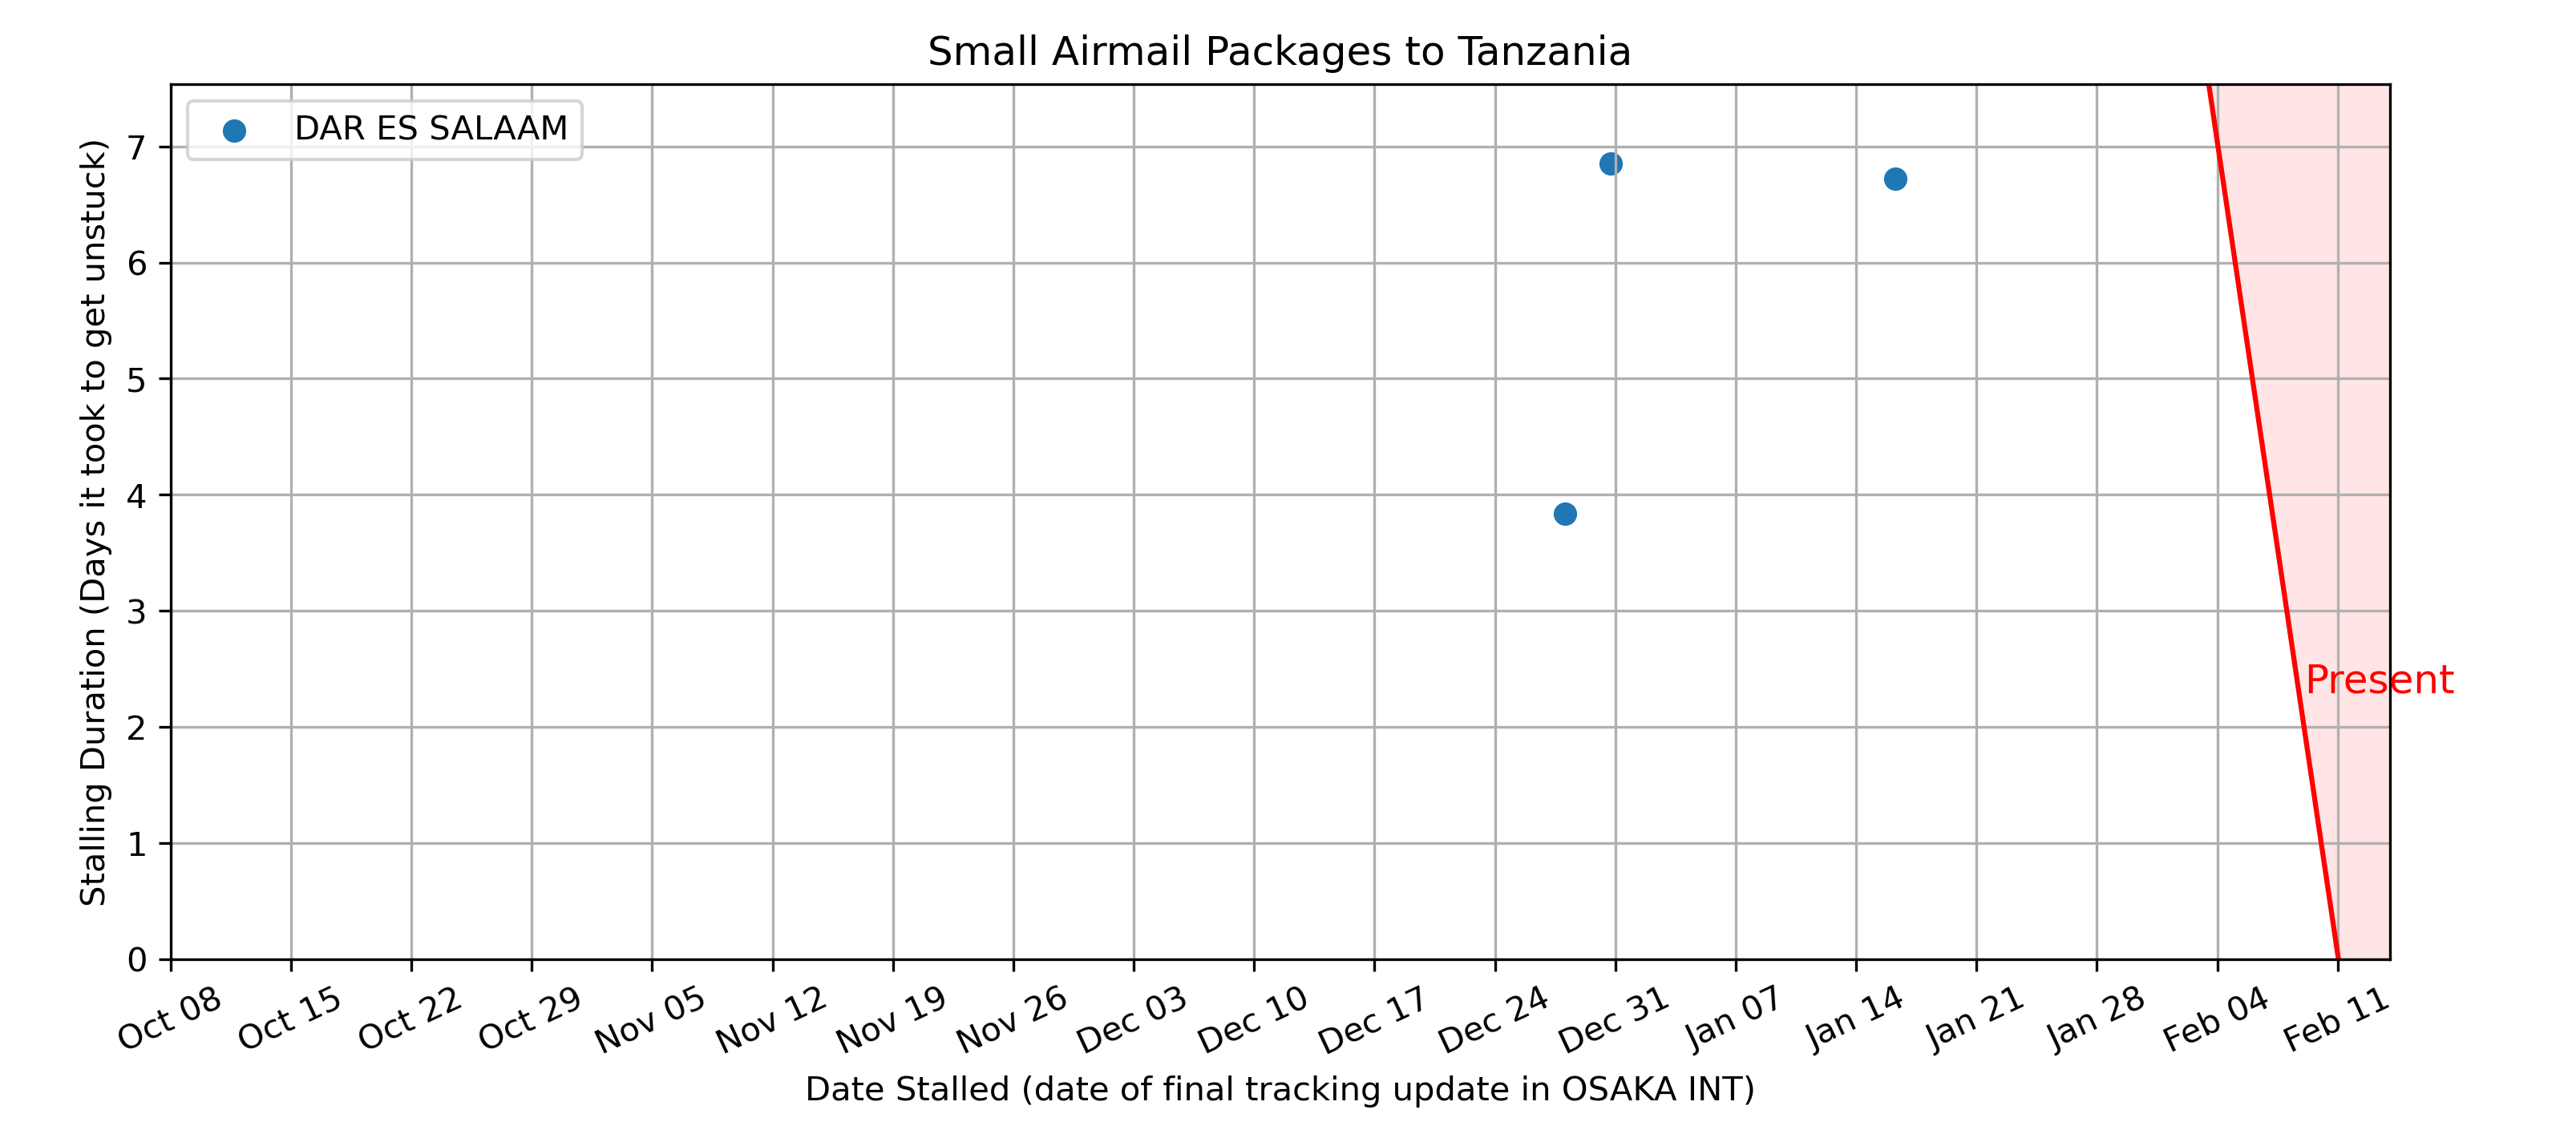 Small Airmail Packages to Tanzania
DAR ES SALAAM
Stalling Duration (Days it took to get unstuck)
7
6
5
4
3
2
1
0
Present
Oct 08 Oct 15 Oct 22 Oct 29 Nov 05 Nov 12 Nov 19 Nov 26 Dec 03 Dec 10 Dec 17 Dec 24 Dec 31 Jan 07 Jan 14 Jan 21 Jan 28 Feb 04 Feb 11
Date Stalled (date of final tracking update in OSAKA INT)